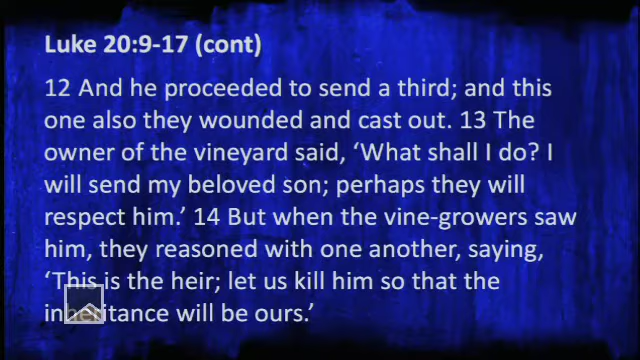 Luke 20:9-17 (cont)
12 And he proceeded to send a third; and this
one also they wounded and cast out. 13 The
owner of the vineyard said, ‘What shall I do? I
will send my beloved son; perhaps they will
respect him.’ 14 But when the vine-growers saw
him, they reasoned with one another, saying,
‘This is the heir; let us kill him so that the
inheritance will be ours.’